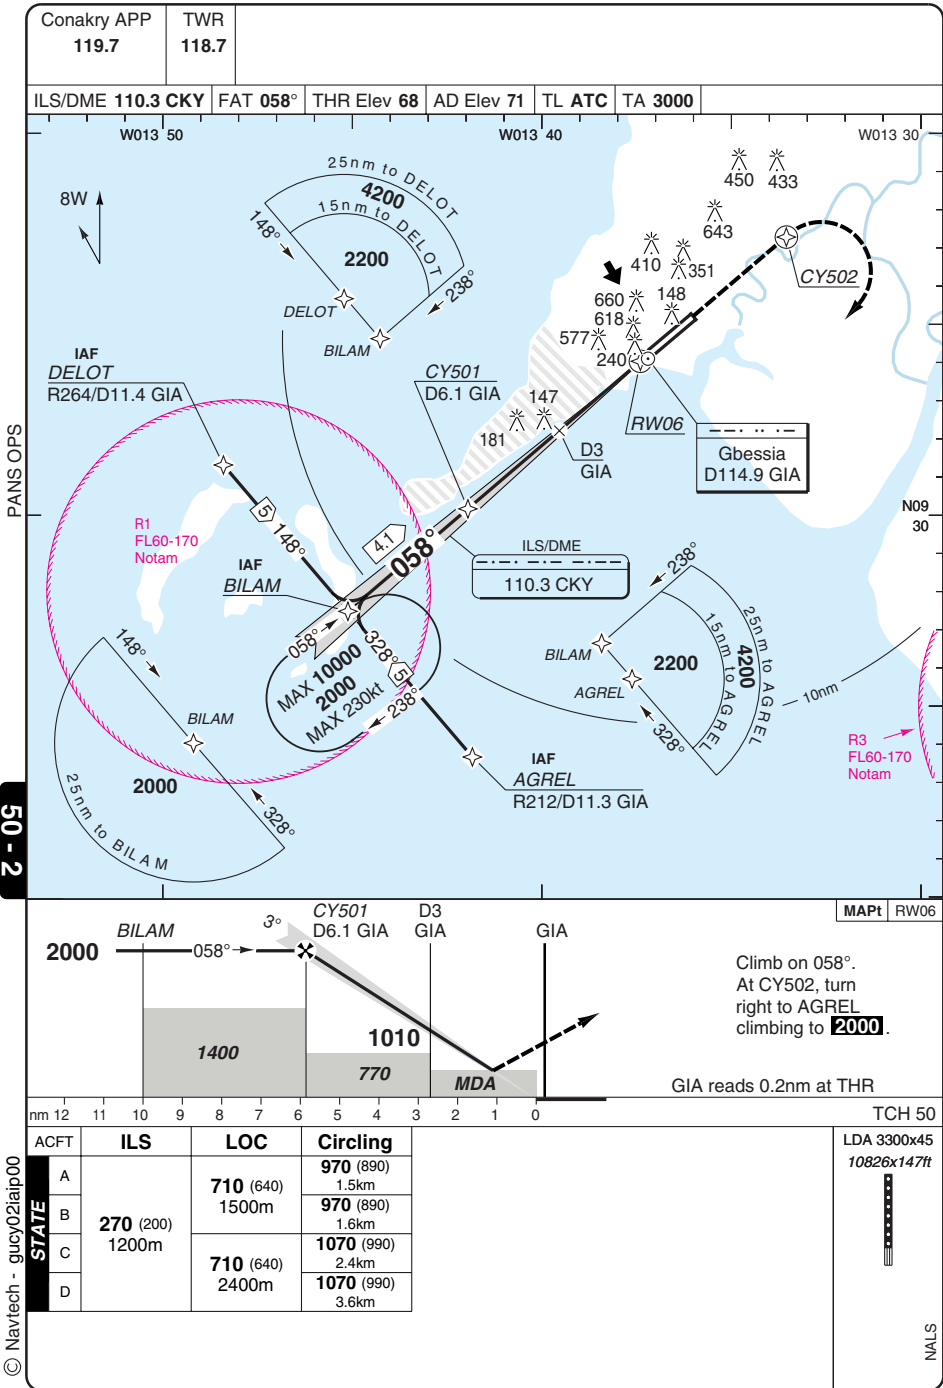 Conakry APP
119.7
TWR
118.7
ILS/DME 110.3 CKY
FAT 058°
THR Elev 68
AD Elev 71
TL ATC
TA 3000
W013 50
W013 40
W013 30
8W
25nm to DELOT
4200
15nm to DELOT
2200
148°
238°
DELOT
BILAM
450
433
643
410
351
660
148
618
577
240
CY502
IAF
DELOT
R264/D11.4 GIA
CY501
D6.1 GIA
147
181
RW06
D3
GIA
Gbessia
D114.9 GIA
N09
30
R1
FL60-170
Notam
5
148°
4.1
058°
ILS/DME
110.3 CKY
IAF
BILAM
058°
328°
5
MAX 10000
2000
MAX 230kt
238°
148°
BILAM
2000
328°
25nm to BILAM
238°
BILAM
AGREL
2200
15nm to AGREL
4200
25nm to AGREL
328°
10nm
IAF
AGREL
R212/D11.3 GIA
R3
FL60-170
Notam
PANS OPS
50 - 2
MAPt
RW06
BILAM
3°
CY501
D6.1 GIA
D3
GIA
GIA
2000
058°
1400
1010
770
MDA
Climb on 058°.
At CY502, turn
right to AGREL
climbing to 2000.
GIA reads 0.2nm at THR
nm 12 11 10 9 8 7 6 5 4 3 2 1 0
TCH 50
ACFT
ILS
LOC
Circling
STATE
A
B
C
D
270 (200)
1200m
710 (640)
1500m
710 (640)
2400m
970 (890)
1.5km
970 (890)
1.6km
1070 (990)
2.4km
1070 (990)
3.6km
LDA 3300x45
10826x147ft
NALS
© Navtech - gucy02iaip00